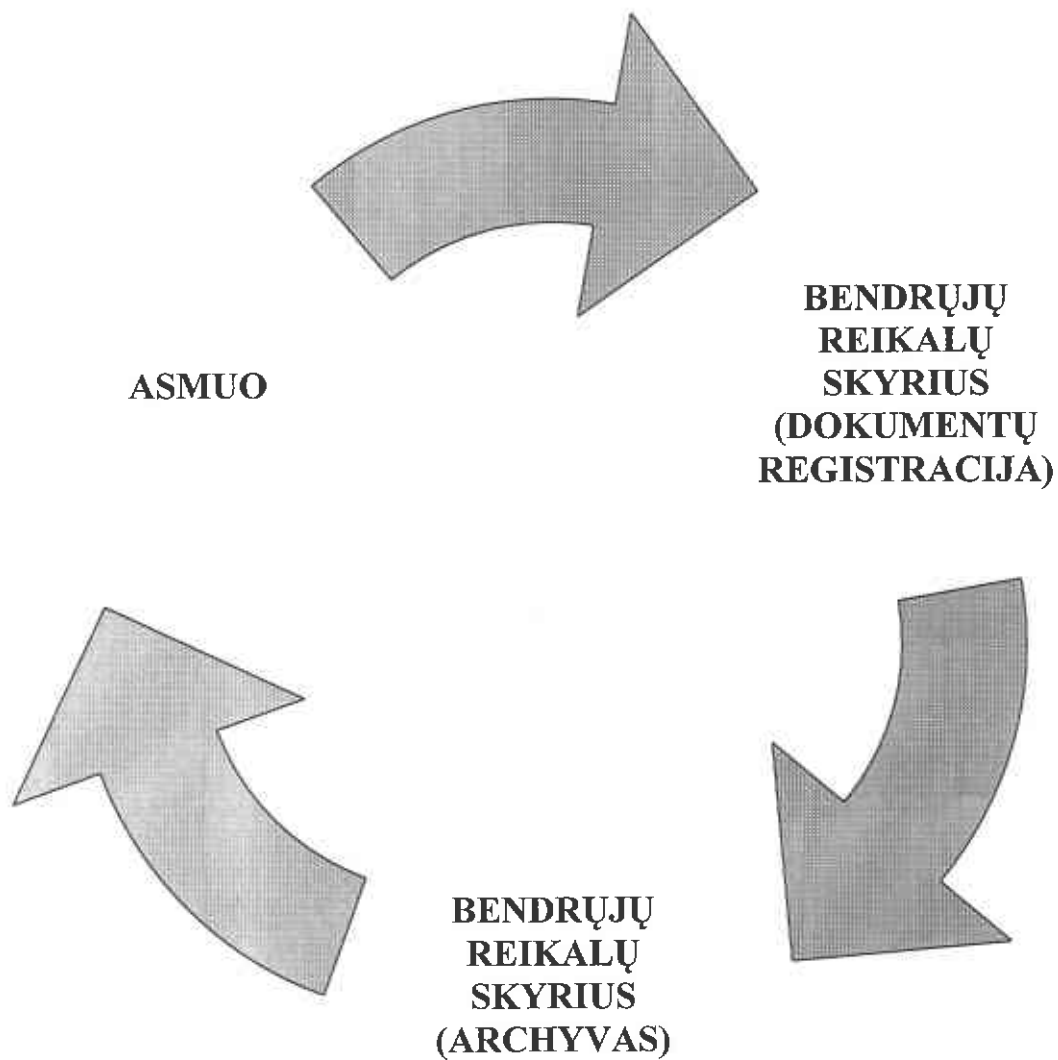 ASMUO
BENDRŲJŲ
REIKALŲ
SKYRIUS
(DOKUMENTŲ
REGISTRACIJA)
BENDRŲJŲ
REIKALŲ
SKYRIUS
(ARCHYVAS)